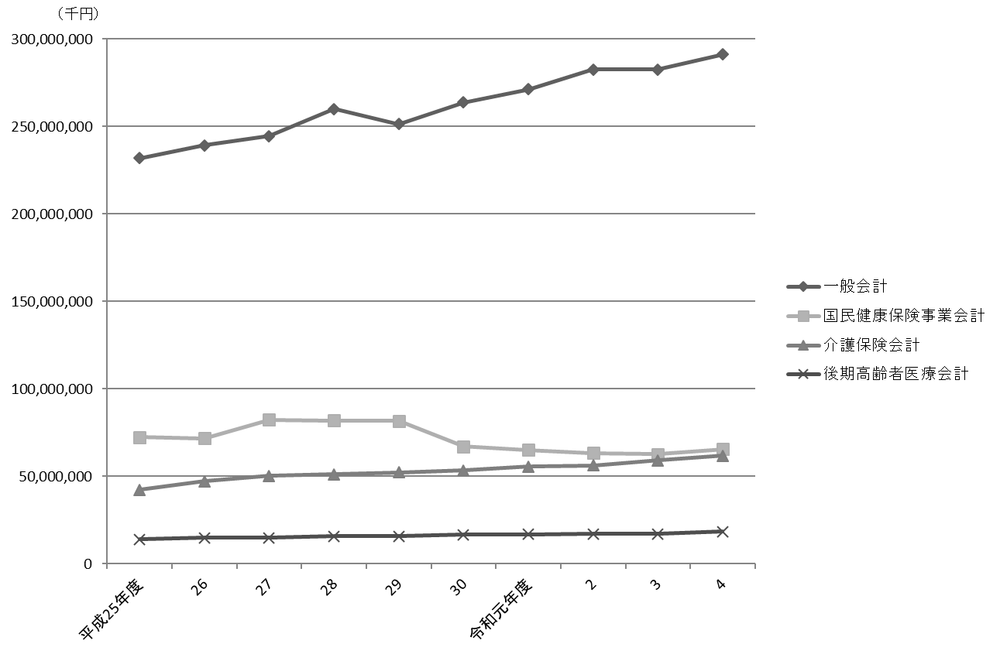 （千円）
300,000,000
250,000,000
200,000,000
150,000,000
100,000,000
50,000,000
0
平成25年度
26
27
28
29
30
令和元年度
2
3
4
一般会計
国民健康保険事業会計
介護保険会計
後期高齢者医療会計